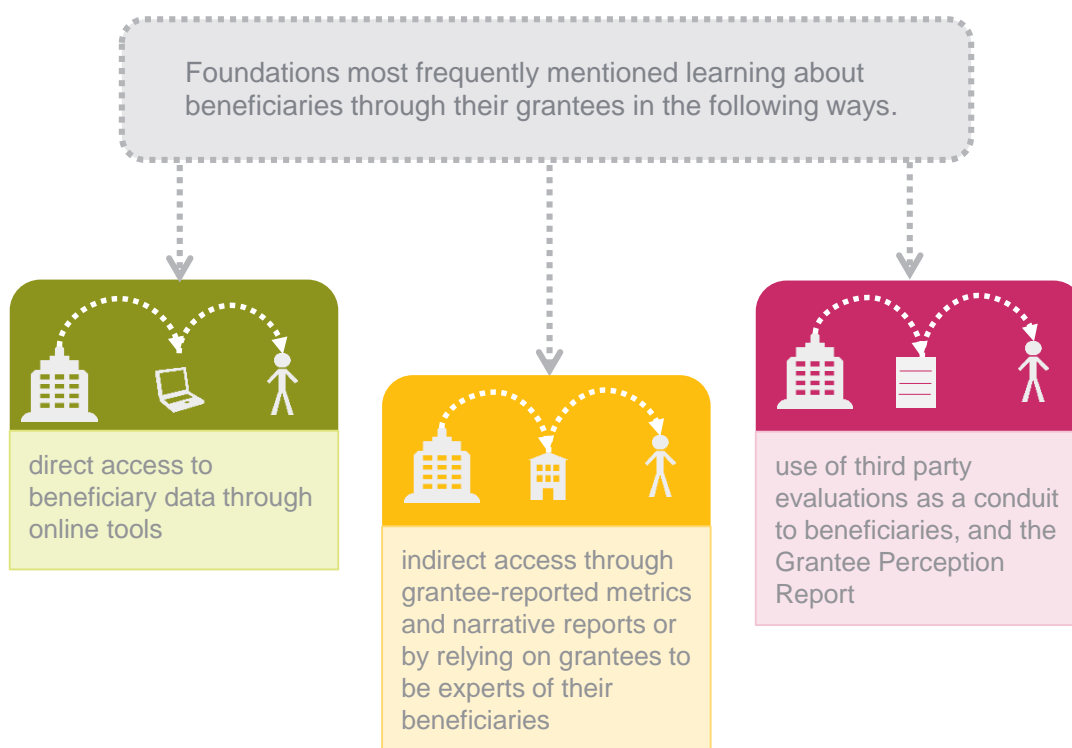 Foundations most frequently mentioned learning about
beneficiaries through their grantees in the following ways.
direct access to
beneficiary data through
online tools
indirect access through
grantee-reported metrics
and narrative reports or
by relying on grantees to
be experts of their
beneficiaries
use of third party
evaluations as a conduit
to beneficiaries, and the
Grantee Perception
Report